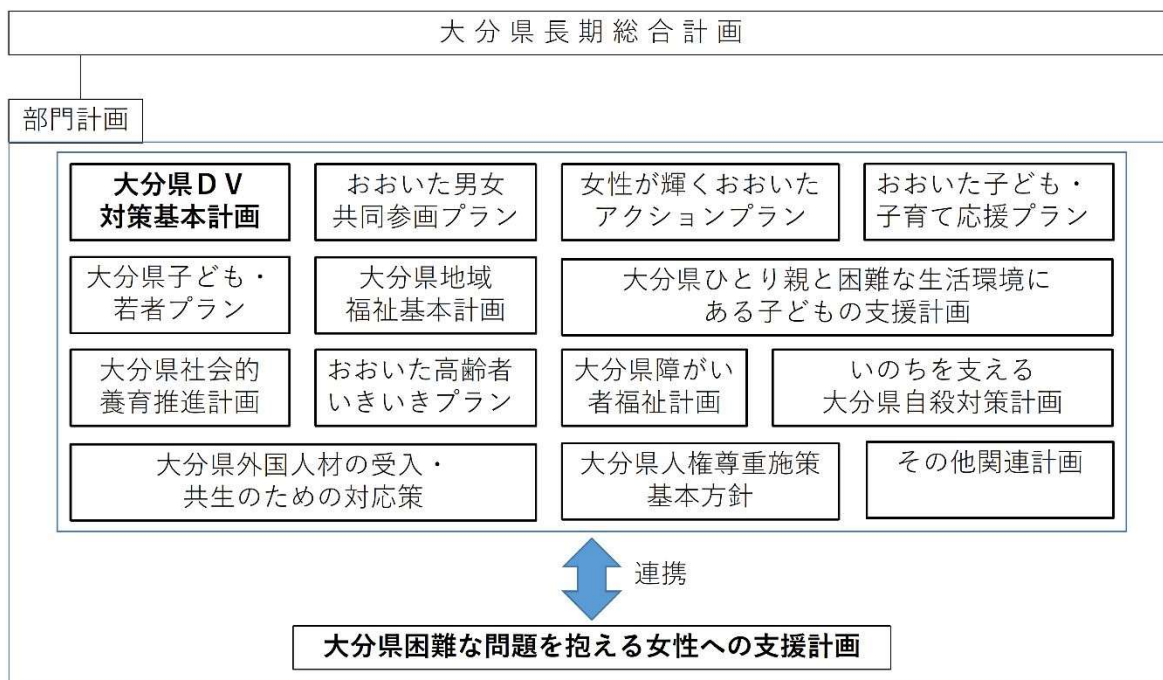 大分県長期総合計画
部門計画
大分県ＤＶ
対策基本計画
おおいた男女
共同参画プラン
女性が輝くおおいた
アクションプラン
おおいた子ども・
子育て応援プラン
大分県子ども・
若者プラン
大分県地域
福祉基本計画
大分県ひとり親と困難な生活環境に
ある子どもの支援計画
大分県社会的
養育推進計画
おおいた高齢者
いきいきプラン
大分県障がい
者福祉計画
いのちを支える
大分県自殺対策計画
大分県外国人材の受入・
共生のための対応策
大分県人権尊重施策
基本方針
その他関連計画
連携
大分県困難な問題を抱える女性への支援計画